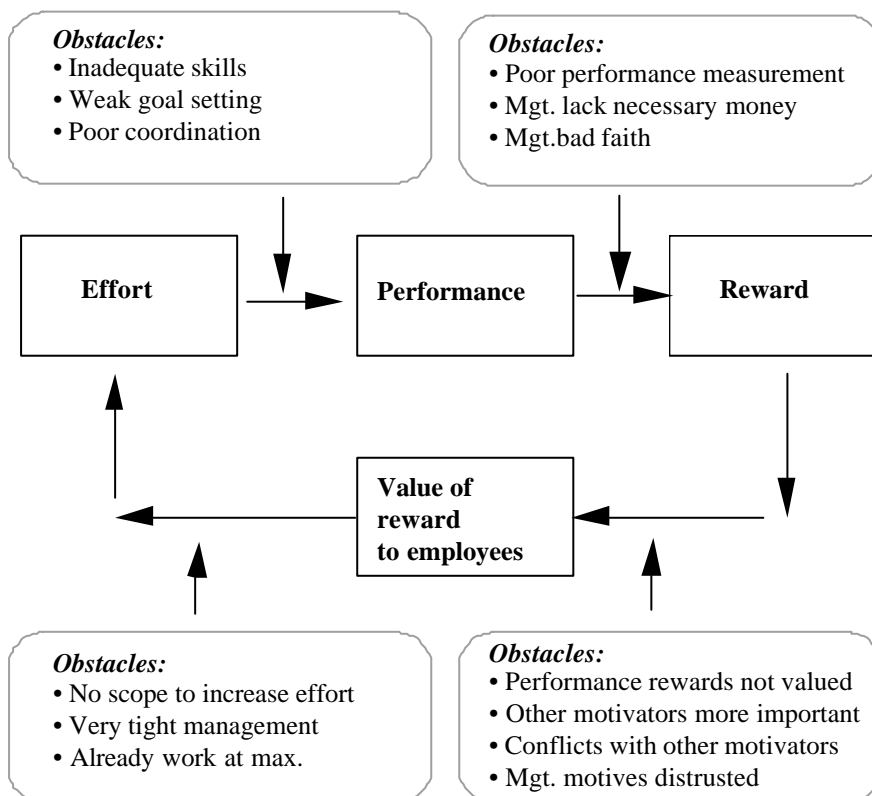 Obstacles:
• Inadequate skills
• Weak goal setting
• Poor coordination
Obstacles:
• Poor performance measurement
• Mgt. lack necessary money
• Mgt.bad faith
Effort
Performance
Reward
Value of
reward
to employees
Obstacles:
• No scope to increase effort
• Very tight management
• Already work at max.
Obstacles:
• Performance rewards not valued
• Other motivators more important
• Conflicts with other motivators
• Mgt. motives distrusted